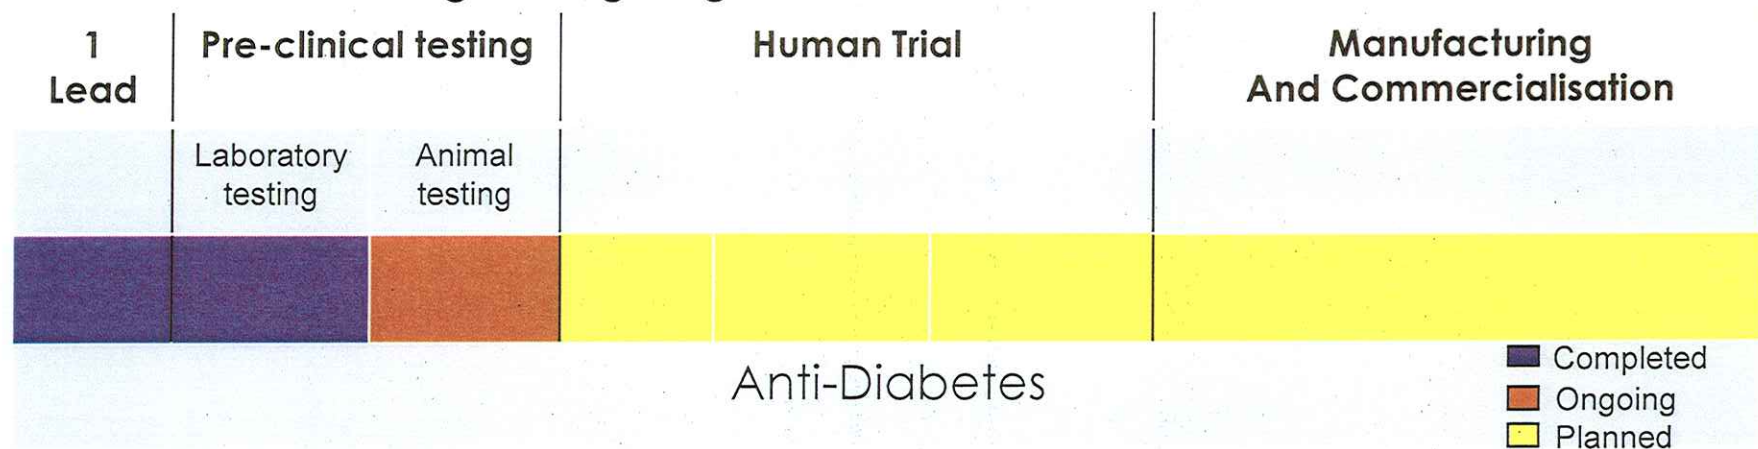 1
Lead
Pre-clinical testing
Human Trial
Manufacturing
And Commercialisation
Laboratory
testing
Animal
testing
Anti-Diabetes
Completed
Ongoing
Planned